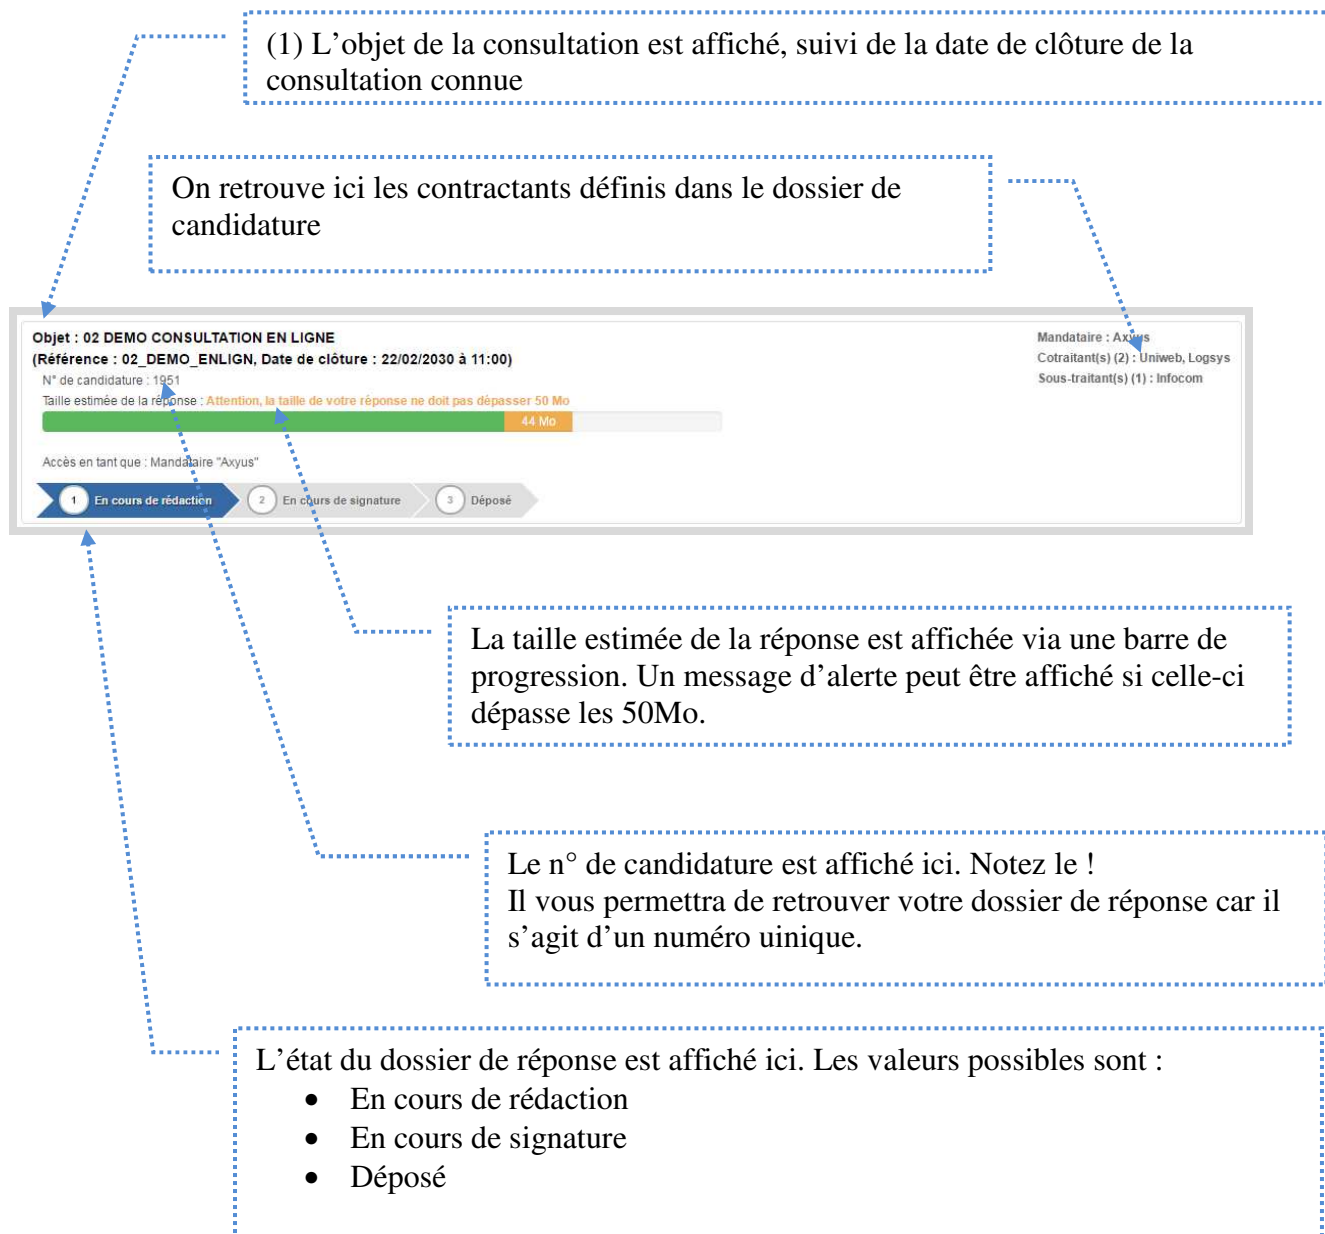 (1) L’objet de la consultation est affiché, suivi de la date de clôture de la
consultation connue
On retrouve ici les contractants définis dans le dossier de
candidature
Objet : 02 DEMO CONSULTATION EN LIGNE
(Référence : 02_DEMO_ENLIGN, Date de clôture : 22/02/2030 à 11:00)
N° de candidature : 1951
Taille estimée de la réponse : Attention, la taille de votre réponse ne doit pas dépasser 50 Mo
44 Mo
Accès en tant que : Mandataire "Axyus"
1 En cours de rédaction 2 En cours de signature 3 Déposé
Mandataire : Axyus
Cotraitant(s) (2) : Uniweb, Logsys
Sous-traitant(s) (1) : Infocom
La taille estimée de la réponse est affichée via une barre de
progression. Un message d’alerte peut être affiché si celle-ci
dépasse les 50Mo.
Le n° de candidature est affiché ici. Notez le !
Il vous permettra de retrouver votre dossier de réponse car il
s’agit d’un numéro uinique.
L’état du dossier de réponse est affiché ici. Les valeurs possibles sont :
• En cours de rédaction
• En cours de signature
• Déposé